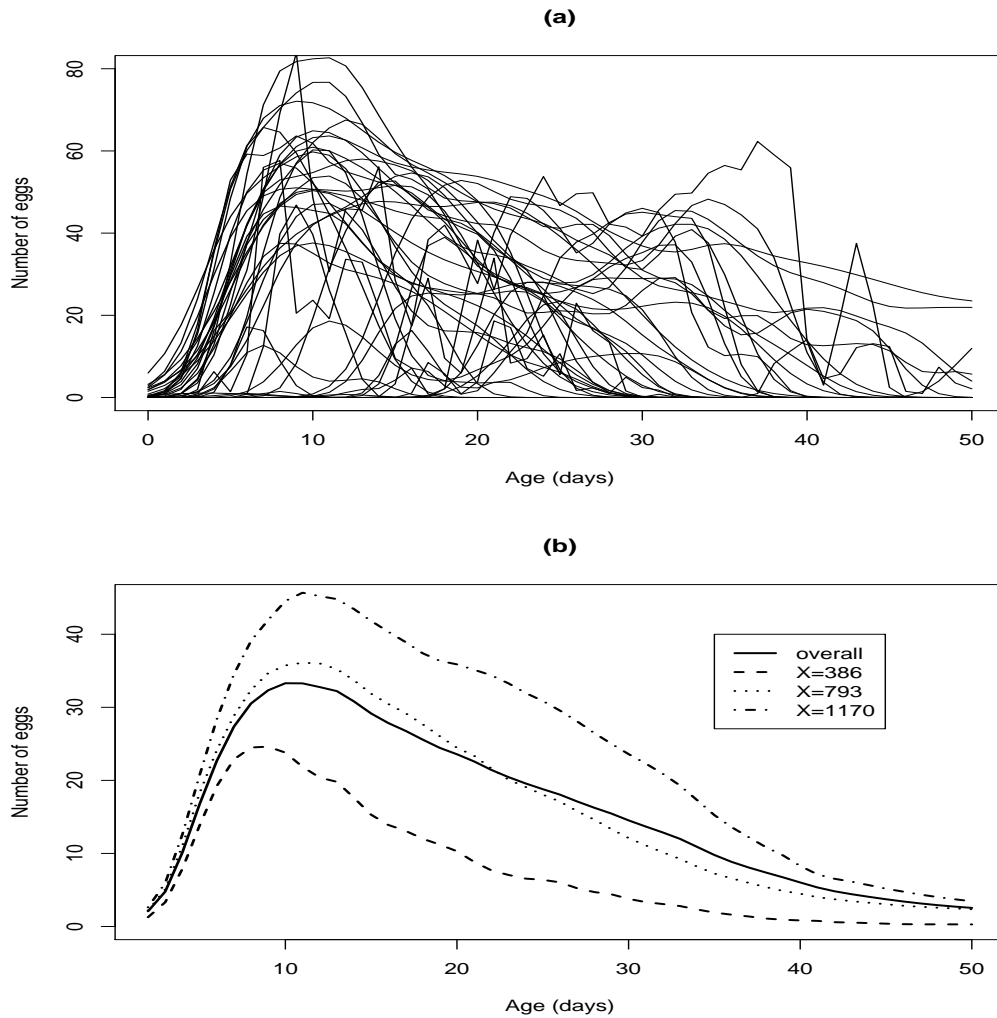 (a)
Number of eggs
80
60
40
20
0
0 10 20 30 40 50
Age (days)
(b)
Number of eggs
40
30
20
10
0
overall
X=386
X=793
X=1170
10 20 30 40 50
Age (days)